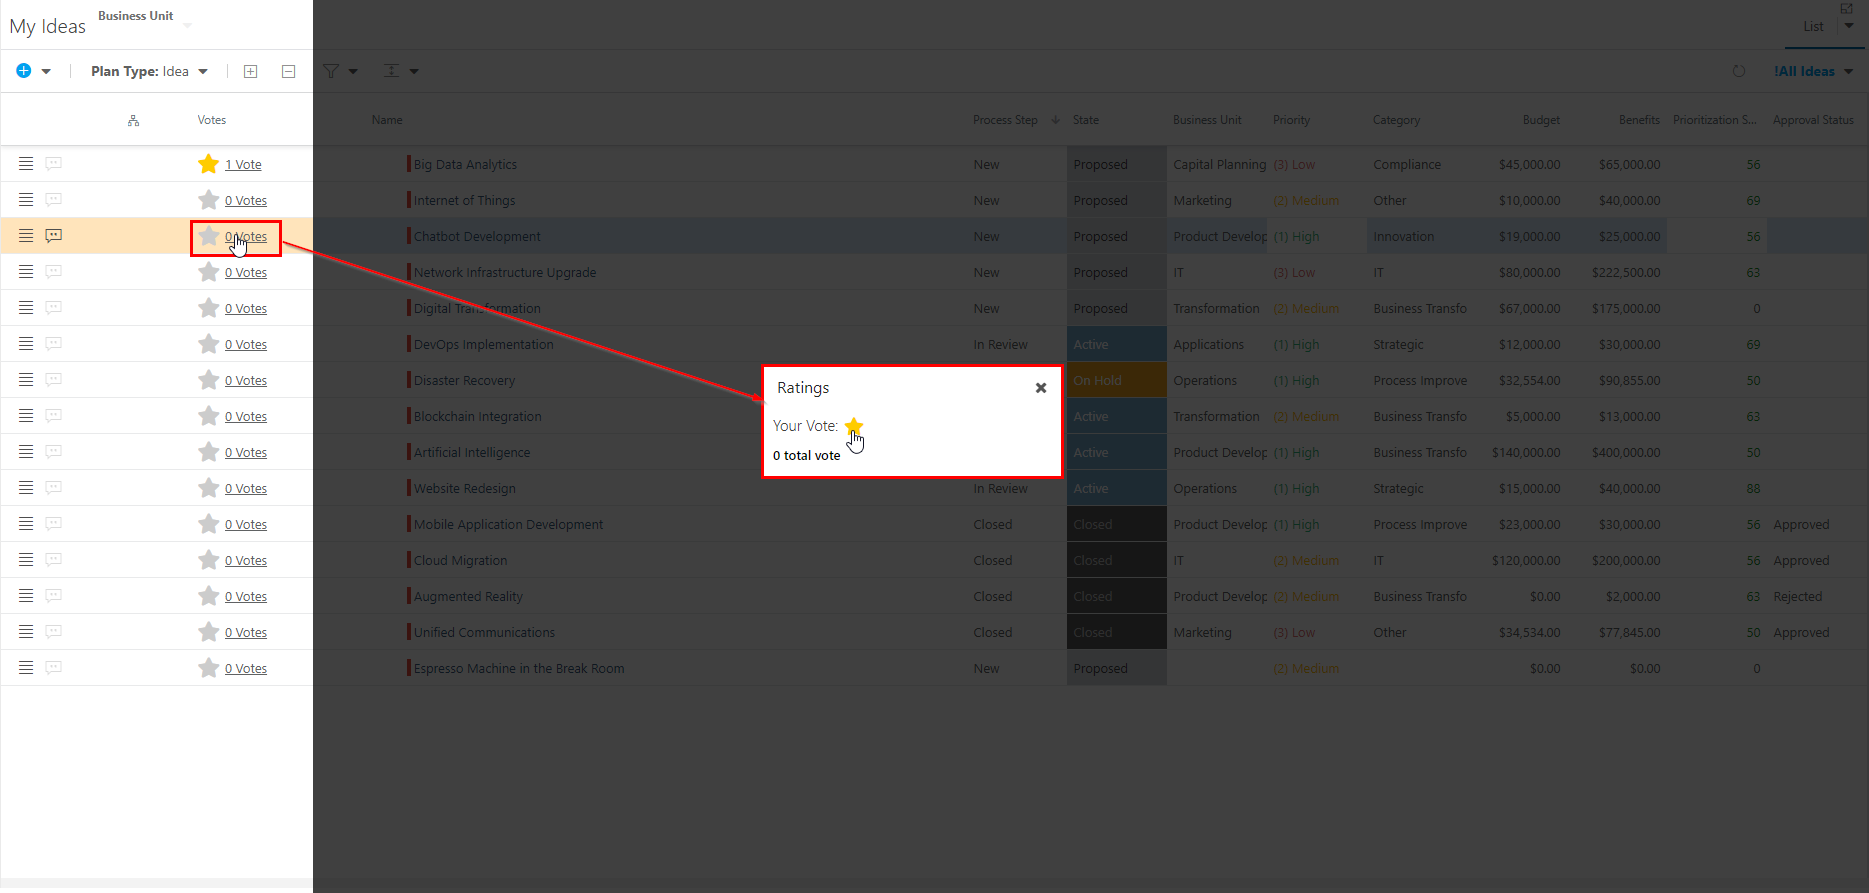 Business Unit
My Ideas
List
Plan Type: Idea
!All Ideas
Votes Name Process Step State Business Unit Priority Category Budget Benefits Prioritization S... Approval Status
1 Vote Big Data Analytics New Proposed Capital Planning (3) Low Compliance $45,000.00 $65,000.00 56
0 Votes Internet of Things New Proposed Marketing (2) Medium Other $10,000.00 $40,000.00 69
0 Votes Chatbot Development New Proposed Product Develop (1) High Innovation $19,000.00 $25,000.00 56
0 Votes Network Infrastructure Upgrade New Proposed IT (3) Low IT $80,000.00 $222,500.00 63
0 Votes Digital Transformation New Proposed Transformation (2) Medium Business Transfo $67,000.00 $175,000.00 0
0 Votes DevOps Implementation In Review Active Applications (1) High Strategic $12,000.00 $30,000.00 69
0 Votes Disaster Recovery On Hold Operations (1) High Process Improve $32,554.00 $90,855.00 50
0 Votes Blockchain Integration Active Transformation (2) Medium Business Transfo $5,000.00 $13,000.00 63
0 Votes Artificial Intelligence Active Product Develop (1) High Business Transfo $140,000.00 $400,000.00 50
0 Votes Website Redesign In Review Active Operations (1) High Strategic $15,000.00 $40,000.00 88
0 Votes Mobile Application Development Closed Closed Product Develop (1) High Process Improve $23,000.00 $30,000.00 56 Approved
0 Votes Cloud Migration Closed Closed IT (2) Medium IT $120,000.00 $200,000.00 56 Approved
0 Votes Augmented Reality Closed Closed Product Develop (2) Medium Business Transfo $0.00 $2,000.00 63 Rejected
0 Votes Unified Communications Closed Closed Marketing (3) Low Other $34,534.00 $77,845.00 50 Approved
0 Votes Espresso Machine in the Break Room New Proposed (2) Medium $0.00 $0.00 0
Ratings
Your Vote:
0 total vote